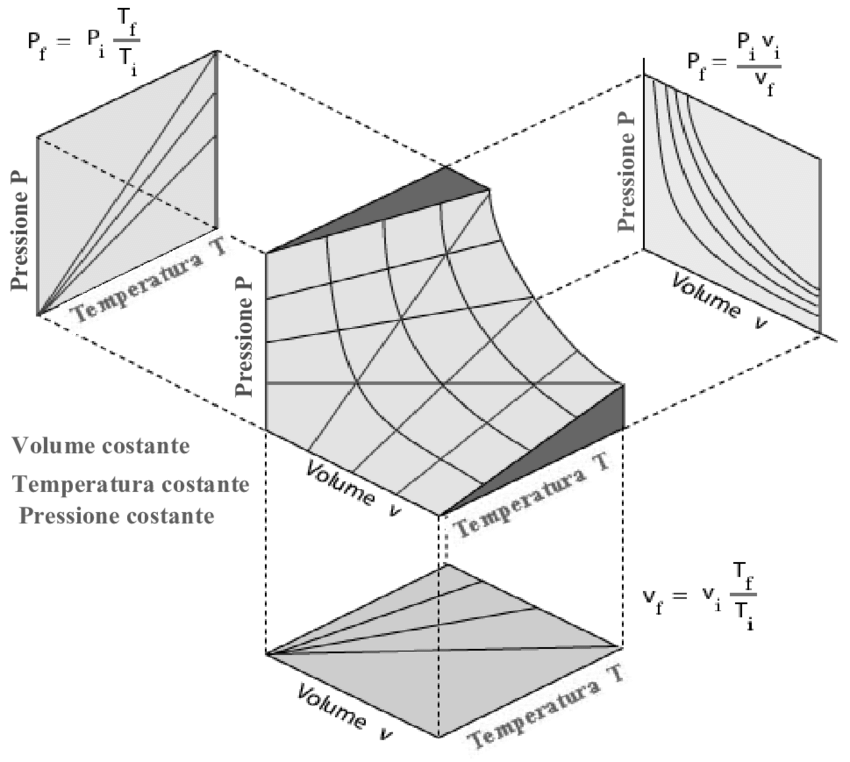 P_f = P_i T_f / T_i
P_f = P_i v_i / v_f
Pressione P
Temperatura T
Pressione P
Volume v
Pressione P
Volume v
Temperatura T
Volume costante
Temperatura costante
Pressione costante
v_f = v_i T_f / T_i
Volume v
Temperatura T